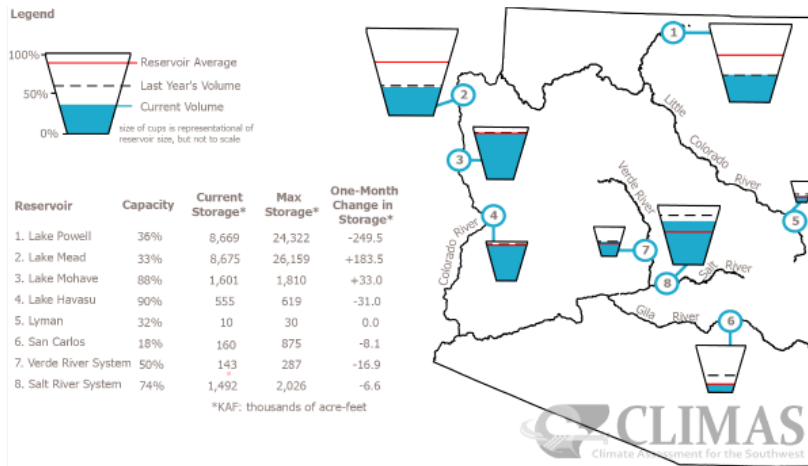 Legend
100%
Reservoir Average
Last Year's Volume
50%
Current Volume
0%
size of cups is representational of
reservoir size, but not to scale
Reservoir Capacity Current Storage* Max Storage* One-Month Change in Storage*
1. Lake Powell 36% 8,669 24,322 -249.5
2. Lake Mead 33% 8,675 26,159 +183.5
3. Lake Mohave 88% 1,601 1,810 +33.0
4. Lake Havasu 90% 555 619 -31.0
5. Lyman 32% 10 30 0.0
6. San Carlos 18% 160 875 -8.1
7. Verde River System 50% 143 287 -16.9
8. Salt River System 74% 1,492 2,026 -6.6
*KAF: thousands of acre-feet
1
2
3
4
5
6
7
8
Little
Colorado
River
Verde River
Colorado River
Salt River
Gila River
CLIMAS
Climate Assessment for the Southwest